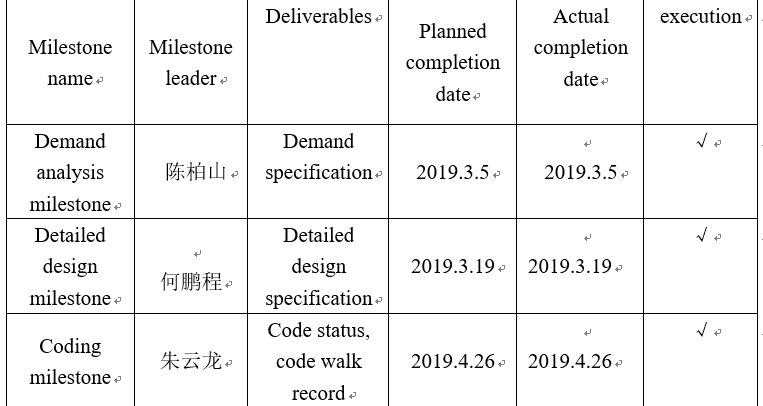 Milestone
name
Milestone
leader
Deliverables
Planned
completion
date
Actual
completion
date
execution
Demand
analysis
milestone
陈柏山
Demand
specification
2019.3.5
2019.3.5
√
Detailed
design
milestone
何鹏程
Detailed
design
specification
2019.3.19
2019.3.19
√
Coding
milestone
朱云龙
Code status,
code walk
record
2019.4.26
2019.4.26
√